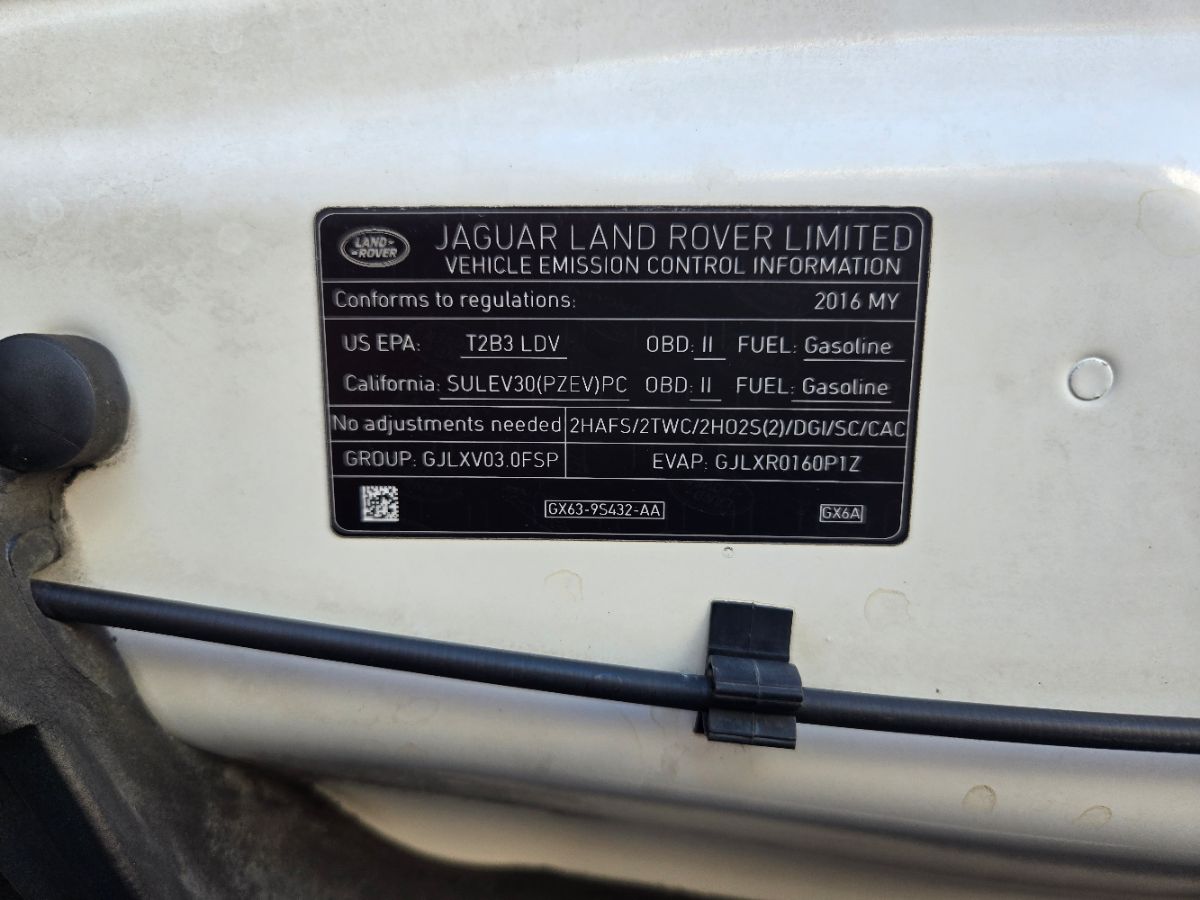 LAND-
-ROVER
JAGUAR LAND ROVER LIMITED
VEHICLE EMISSION CONTROL INFORMATION
Conforms to regulations: 2016 MY
US EPA: T2B3 LDV OBD: II FUEL: Gasoline
California: SULEV30(PZEV)PC OBD: II FUEL: Gasoline
No adjustments needed 2HAFS/2TWC/2HO2S(2)/DGI/SC/CAC
GROUP: GJLXV03.0FSP EVAP: GJLXR0160P1Z
GX63-9S432-AA GX6A